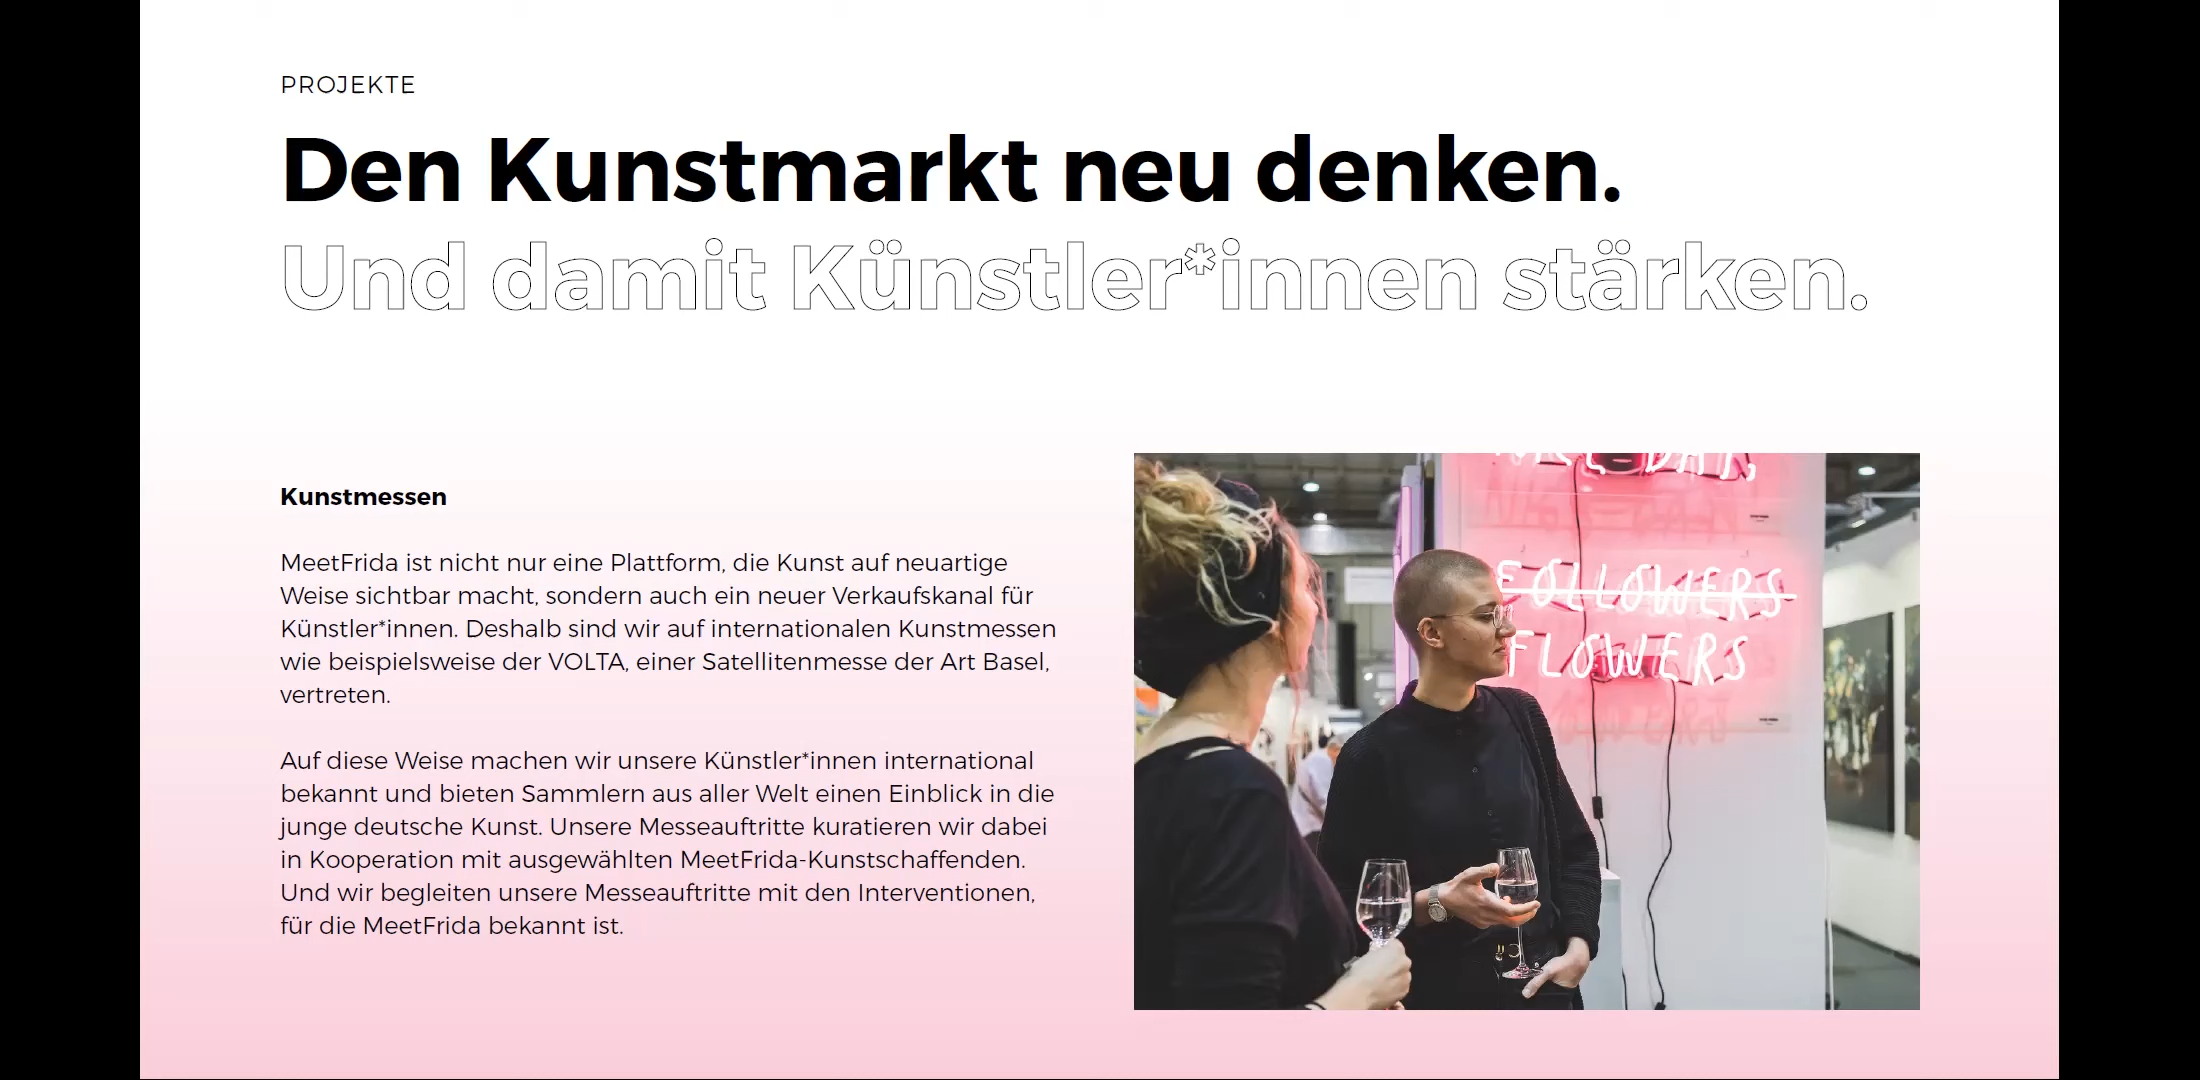 PROJEKTE
Den Kunstmarkt neu denken.
Und damit Künstler*innen stärken.
Kunstmessen
MeetFrida ist nicht nur eine Plattform, die Kunst auf neuartige
Weise sichtbar macht, sondern auch ein neuer Verkaufskanal für
Künstler*innen. Deshalb sind wir auf internationalen Kunstmessen
wie beispielsweise der VOLTA, einer Satellitenmesse der Art Basel,
vertreten.
Auf diese Weise machen wir unsere Künstler*innen international
bekannt und bieten Sammlern aus aller Welt einen Einblick in die
junge deutsche Kunst. Unsere Messeauftritte kuratieren wir dabei
in Kooperation mit ausgewählten MeetFrida-Kunstschaffenden.
Und wir begleiten unsere Messeauftritte mit den Interventionen,
für die MeetFrida bekannt ist.
FOLLOWERS
FLOWERS